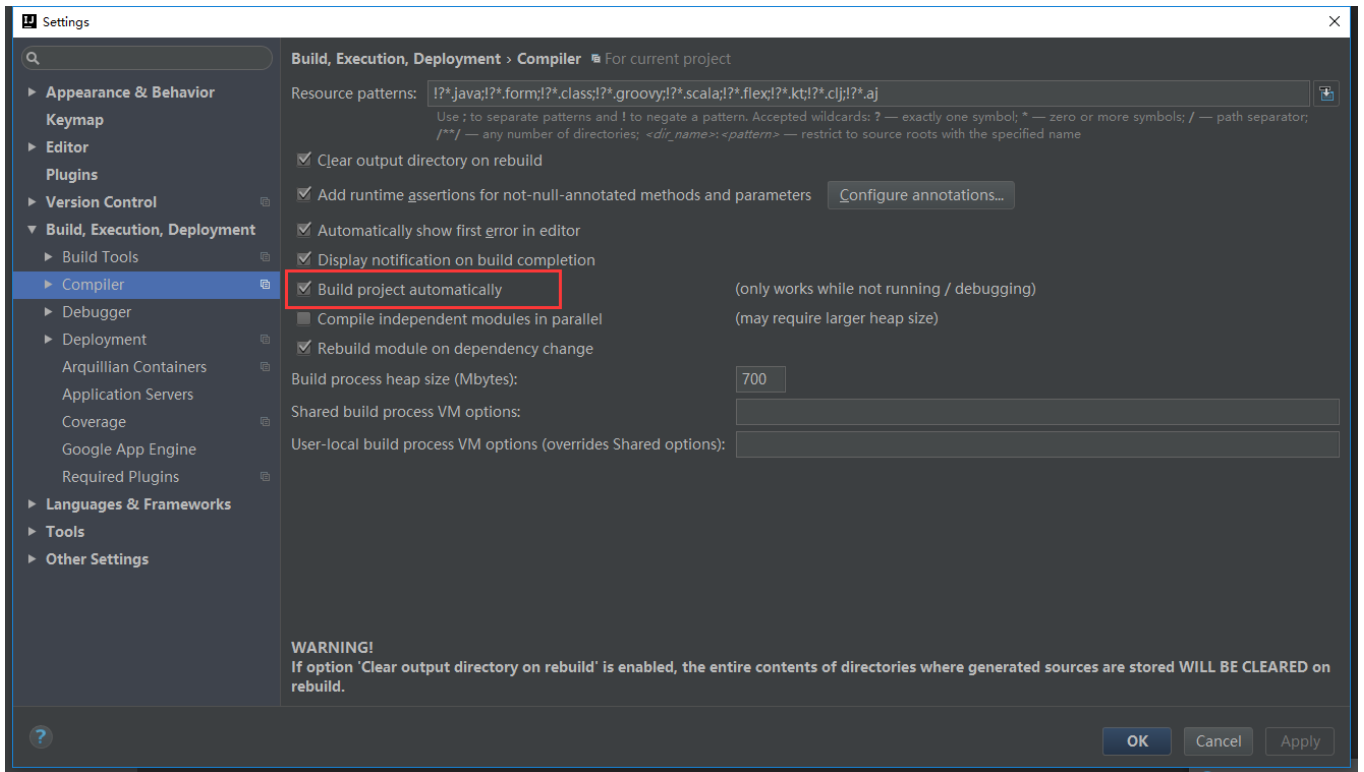 Settings
Appearance & Behavior
Keymap
Editor
Plugins
Version Control
Build, Execution, Deployment
Build Tools
Compiler
Debugger
Deployment
Arquillian Containers
Application Servers
Coverage
Google App Engine
Required Plugins
Languages & Frameworks
Tools
Other Settings
Build, Execution, Deployment › Compiler For current project
Resource patterns: !?*.java;!?*.form;!?*.class;!?*.groovy;!?*.scala;!?*.flex;!?*.kt;!?*.clj;!?*.aj
Use ; to separate patterns and ! to negate a pattern. Accepted wildcards: ? — exactly one symbol; * — zero or more symbols; / — path separator;
/**/ — any number of directories; <dir_name>:<pattern> — restrict to source roots with the specified name
Clear output directory on rebuild
Add runtime assertions for not-null-annotated methods and parameters Configure annotations...
Automatically show first error in editor
Display notification on build completion
Build project automatically (only works while not running / debugging)
Compile independent modules in parallel (may require larger heap size)
Rebuild module on dependency change
Build process heap size (Mbytes): 700
Shared build process VM options:
User-local build process VM options (overrides Shared options):
WARNING!
If option 'Clear output directory on rebuild' is enabled, the entire contents of directories where generated sources are stored WILL BE CLEARED on
rebuild.
? OK Cancel Apply